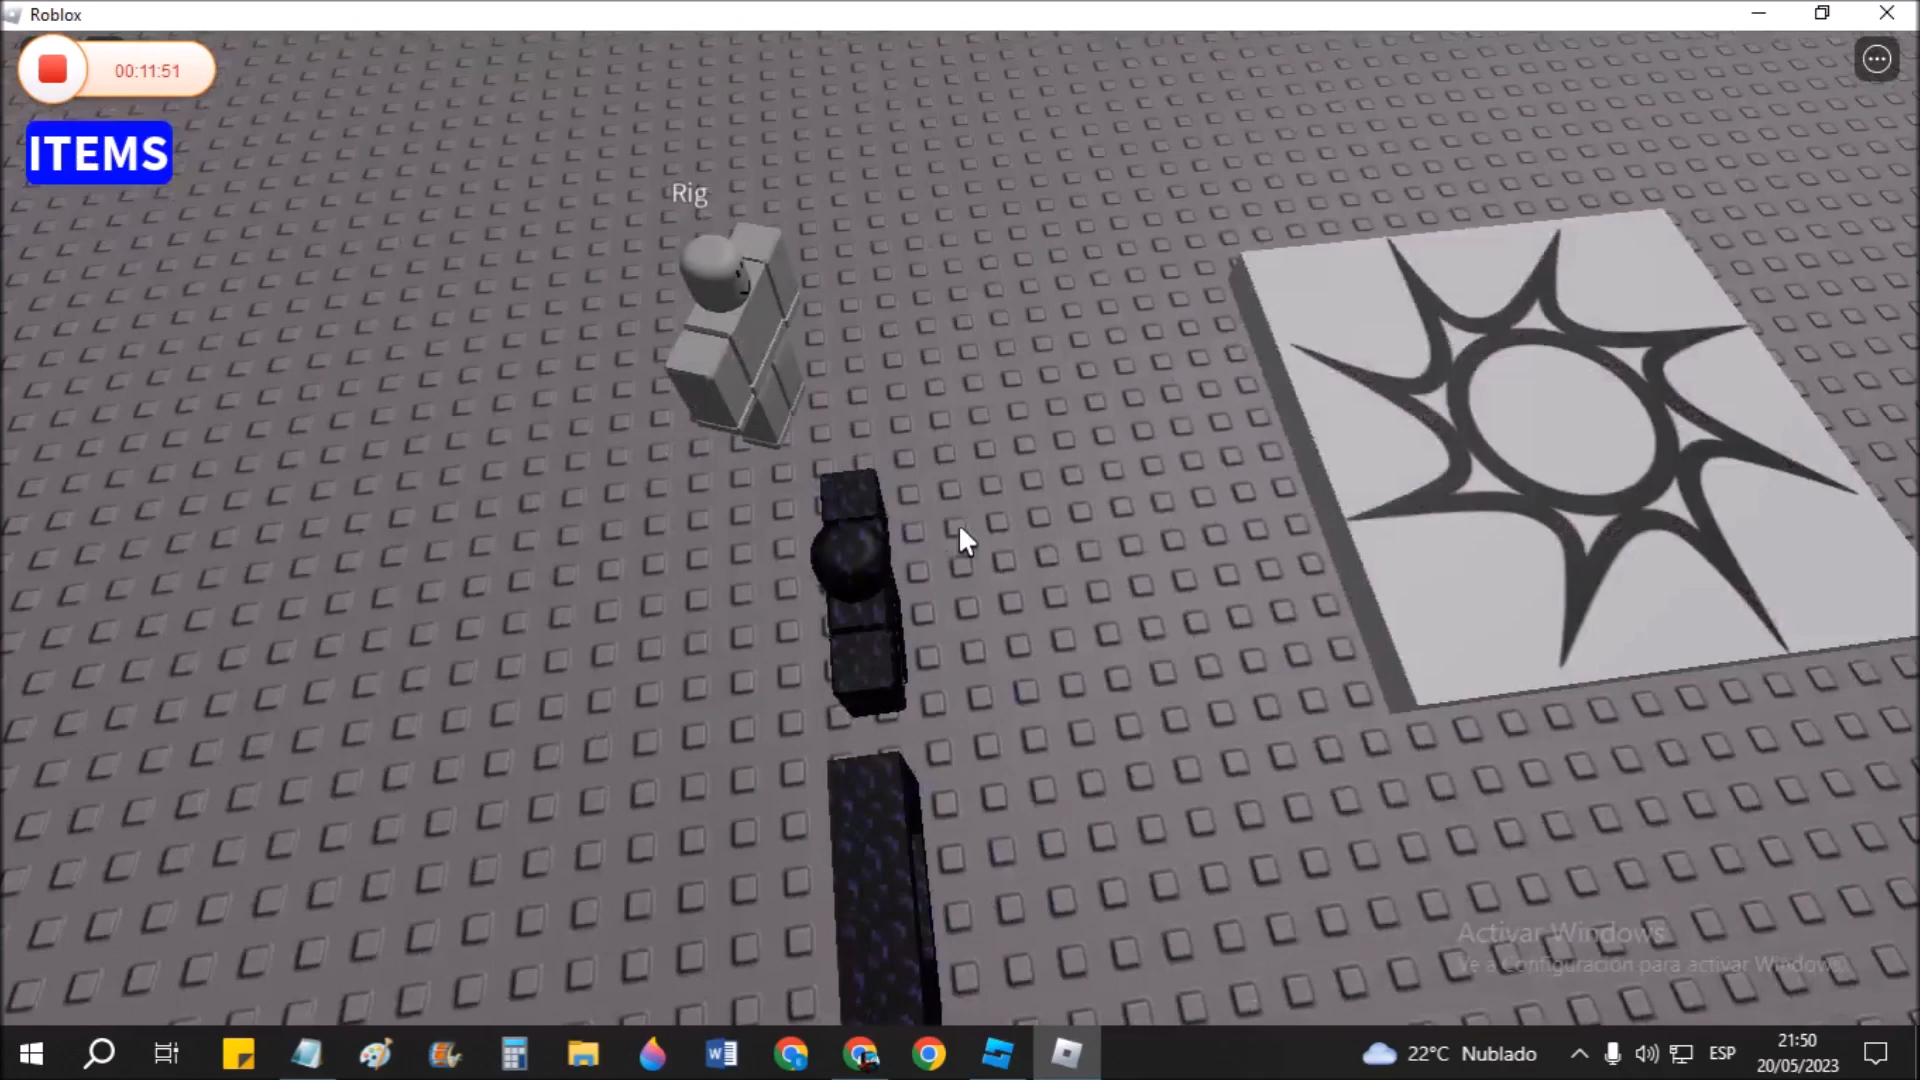 Roblox
00:11:51
ITEMS
Rig
Activar Windows
Ve a Configuración para activar Windows.
22°C Nublado
ESP
21:50
20/05/2023